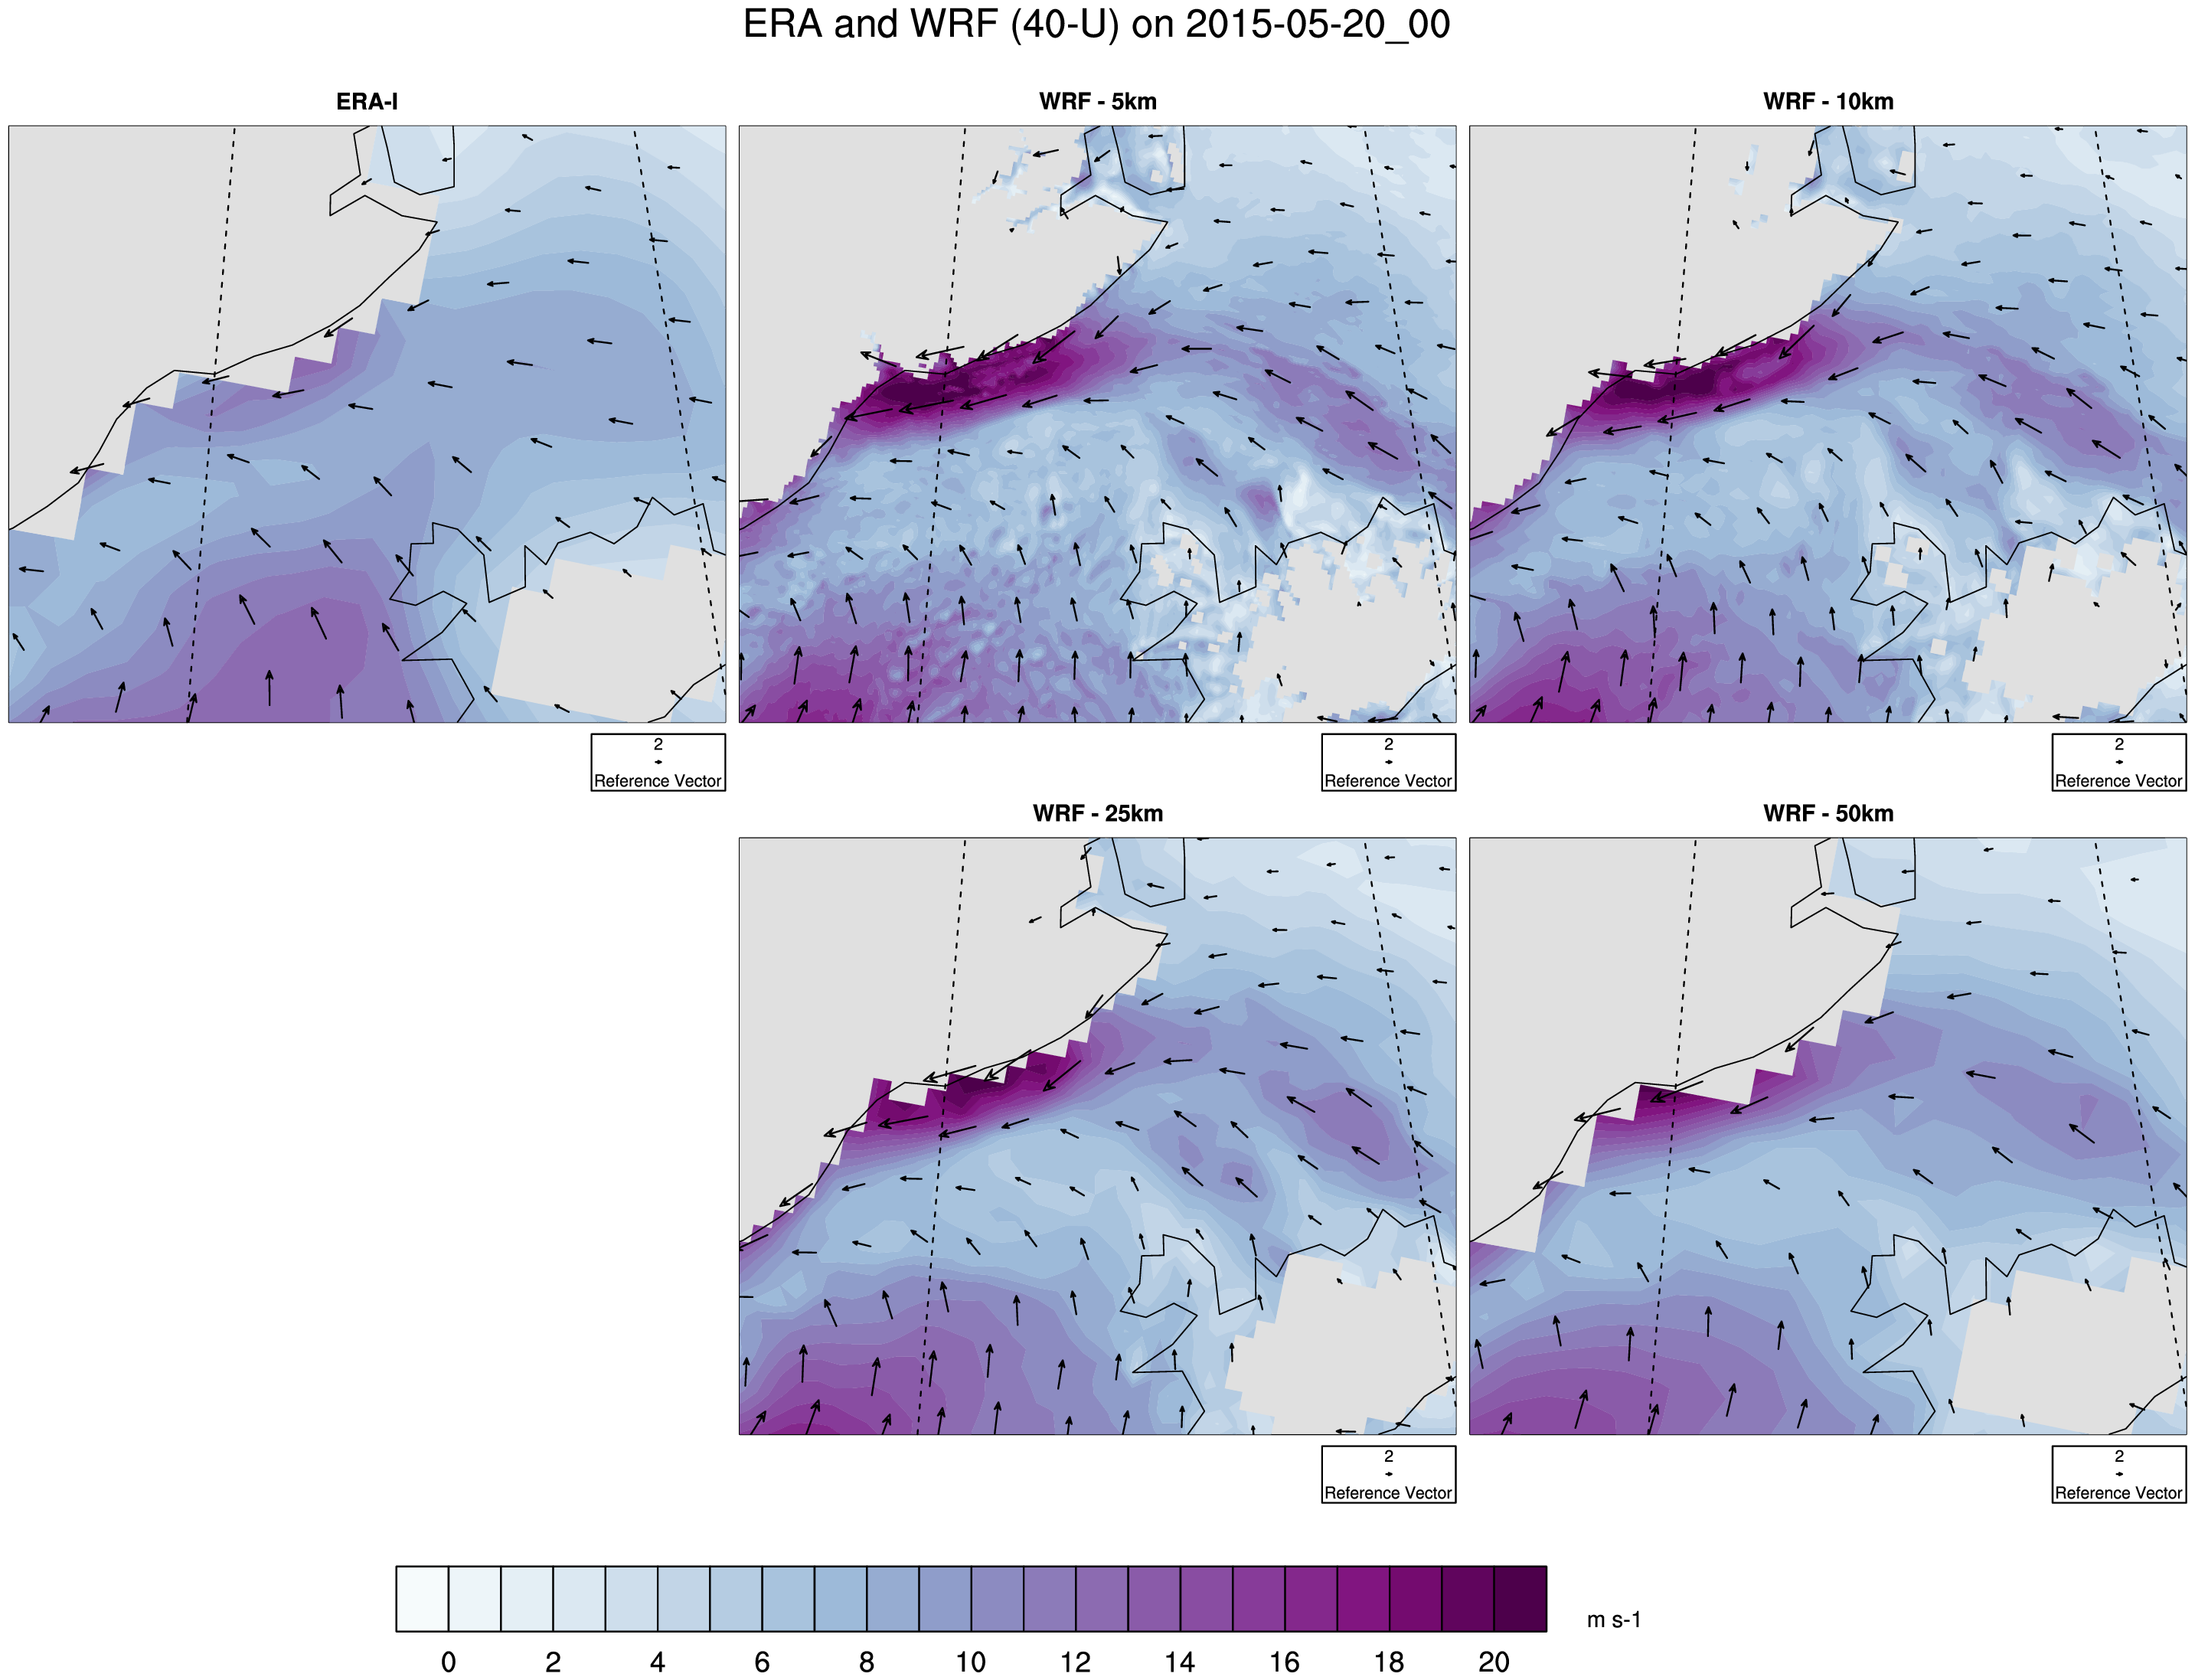 ERA and WRF (40-U) on 2015-05-20_00
ERA-I
WRF - 5km
WRF - 10km
2
Reference Vector
2
Reference Vector
2
Reference Vector
WRF - 25km
WRF - 50km
2
Reference Vector
2
Reference Vector
m s-1
0 2 4 6 8 10 12 14 16 18 20